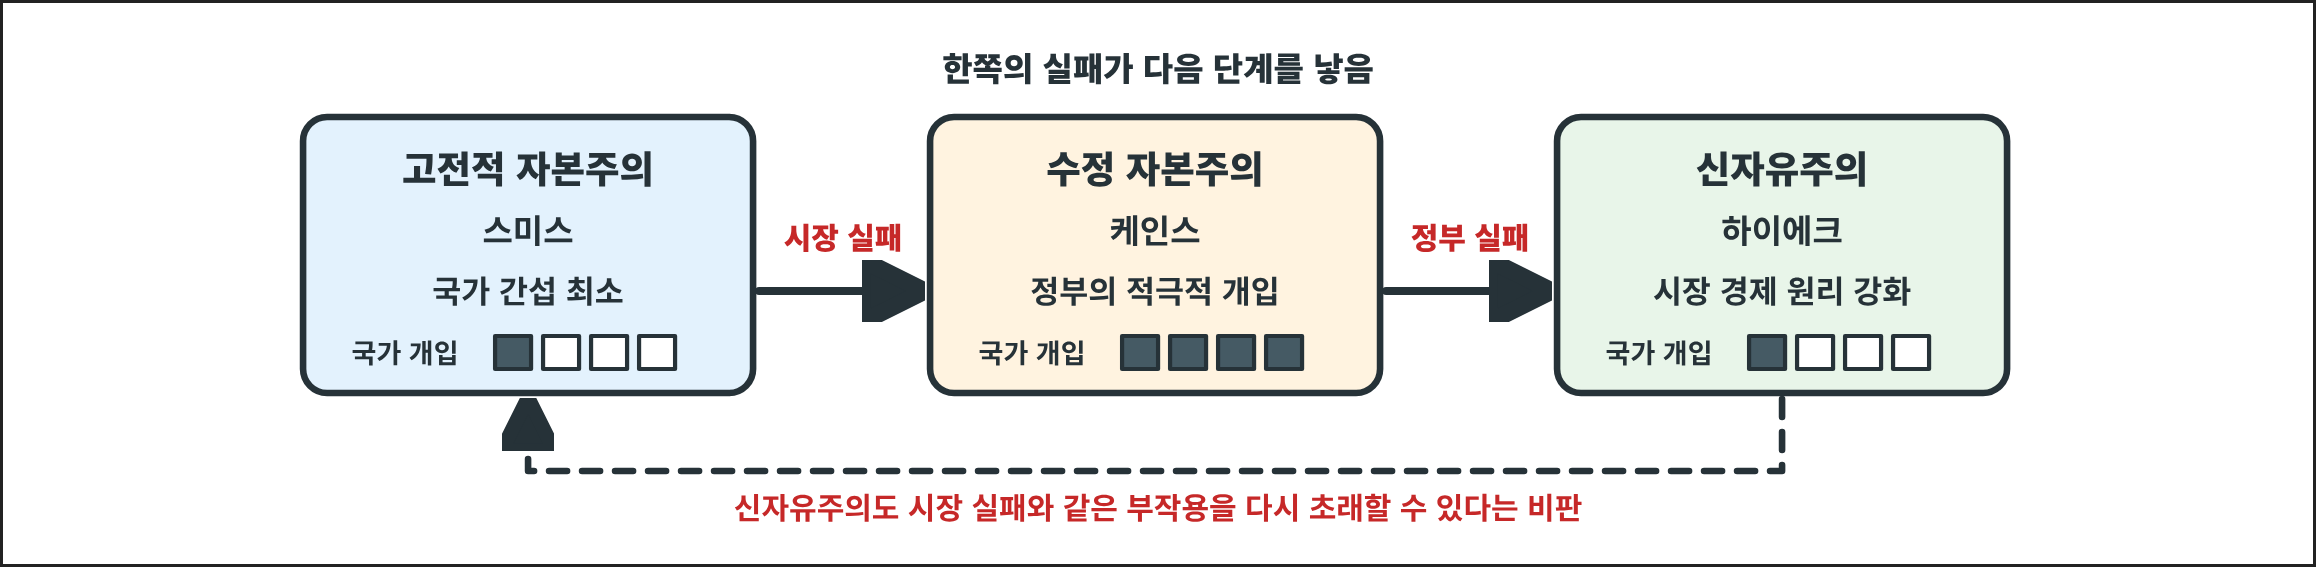 한쪽의 실패가 다음 단계를 낳음
고전적 자본주의
스미스
국가 간섭 최소
국가 개입
시장 실패
수정 자본주의
케인스
정부의 적극적 개입
국가 개입
정부 실패
신자유주의
하이에크
시장 경제 원리 강화
국가 개입
신자유주의도 시장 실패와 같은 부작용을 다시 초래할 수 있다는 비판